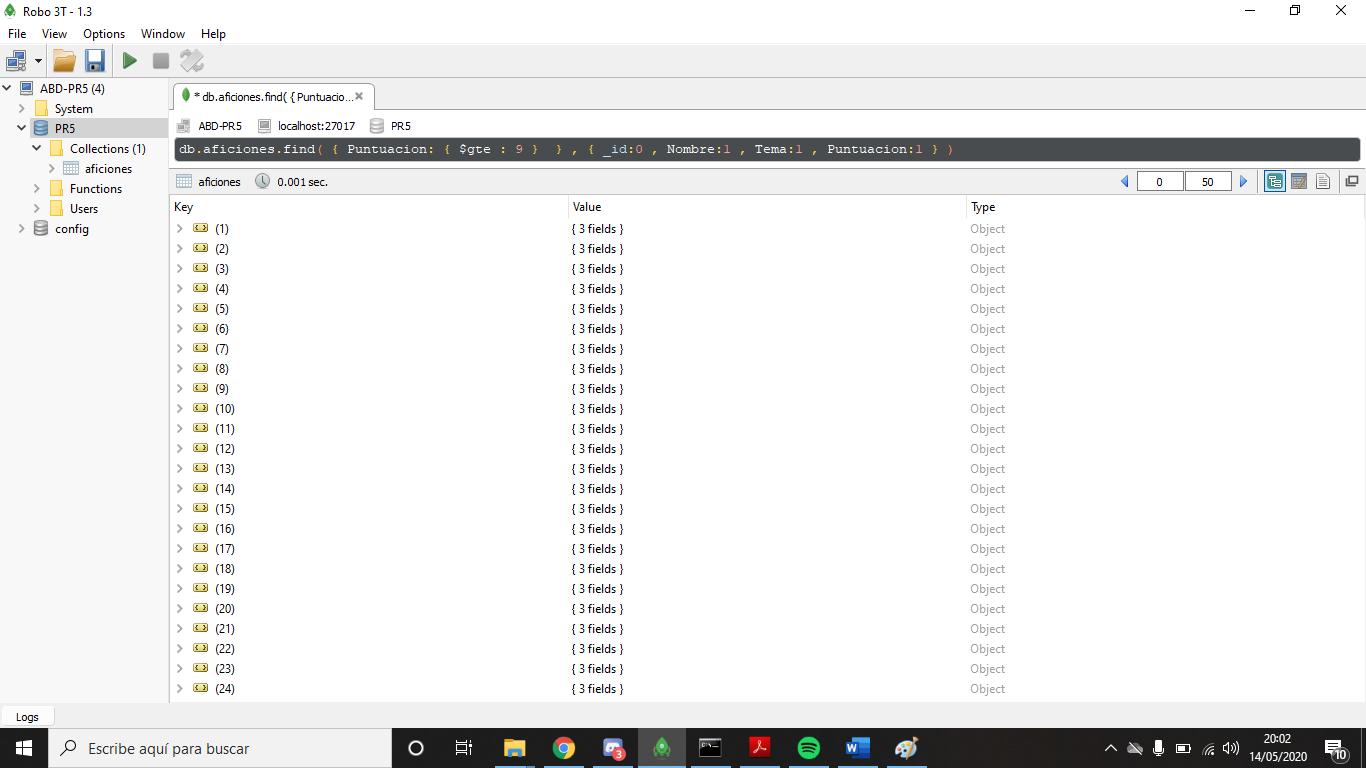 Robo 3T - 1.3
File View Options Window Help
ABD-PR5 (4)
System
PR5
Collections (1)
aficiones
Functions
Users
config
* db.aficiones.find( { Puntuacio...
ABD-PR5 localhost:27017 PR5
db.aficiones.find( { Puntuacion: { $gte : 9 } } , { _id:0 , Nombre:1 , Tema:1 , Puntuacion:1 } )
aficiones 0.001 sec. 0 50
Key Value Type
(1) { 3 fields } Object
(2) { 3 fields } Object
(3) { 3 fields } Object
(4) { 3 fields } Object
(5) { 3 fields } Object
(6) { 3 fields } Object
(7) { 3 fields } Object
(8) { 3 fields } Object
(9) { 3 fields } Object
(10) { 3 fields } Object
(11) { 3 fields } Object
(12) { 3 fields } Object
(13) { 3 fields } Object
(14) { 3 fields } Object
(15) { 3 fields } Object
(16) { 3 fields } Object
(17) { 3 fields } Object
(18) { 3 fields } Object
(19) { 3 fields } Object
(20) { 3 fields } Object
(21) { 3 fields } Object
(22) { 3 fields } Object
(23) { 3 fields } Object
(24) { 3 fields } Object
Logs
Escribe aquí para buscar
3
20:02
14/05/2020
10